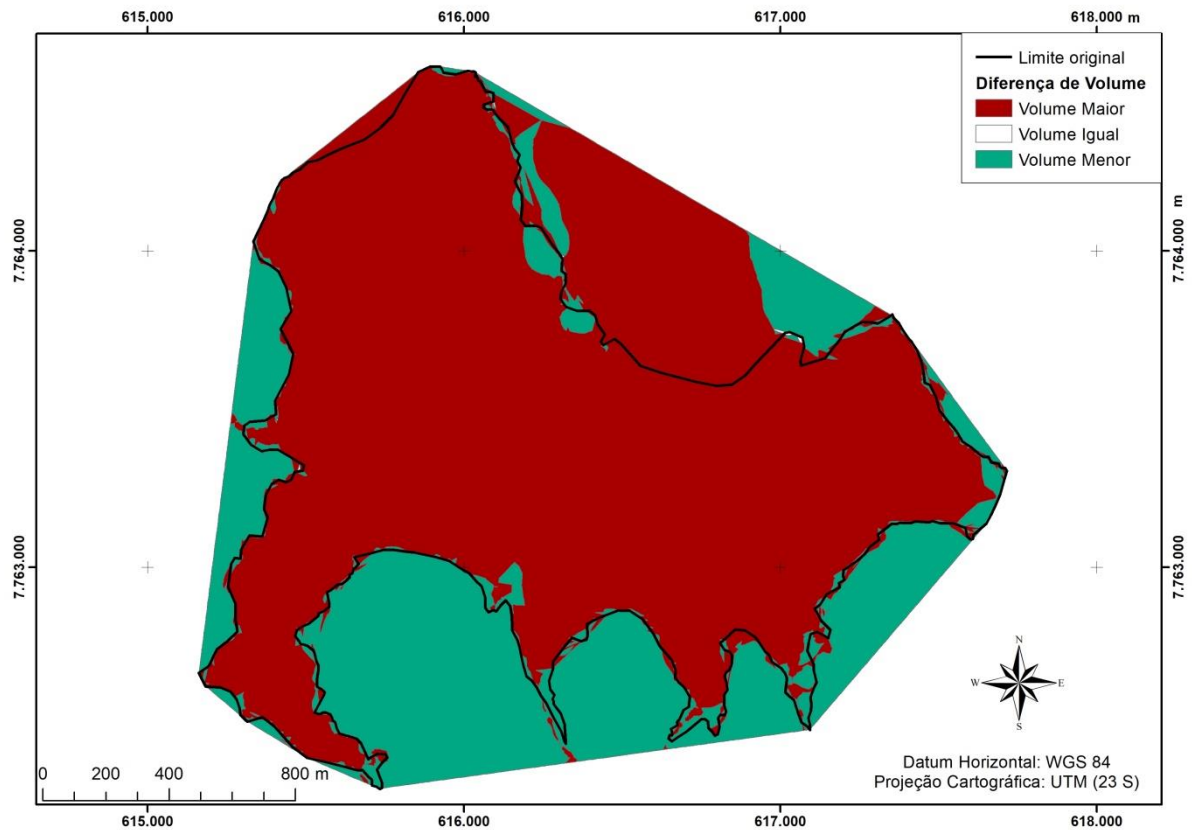 615.000 616.000 617.000 618.000 m
Limite original
Diferença de Volume
Volume Maior
Volume Igual
Volume Menor
m
7.764.000 7.764.000
7.763.000 7.763.000
N
W E
S
0 200 400 800 m
Datum Horizontal: WGS 84
Projeção Cartográfica: UTM (23 S)
615.000 616.000 617.000 618.000